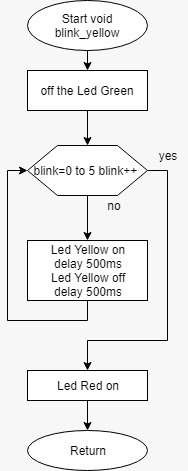 Start void
blink_yellow
off the Led Green
blink=0 to 5 blink++
yes
no
Led Yellow on
delay 500ms
Led Yellow off
delay 500ms
Led Red on
Return